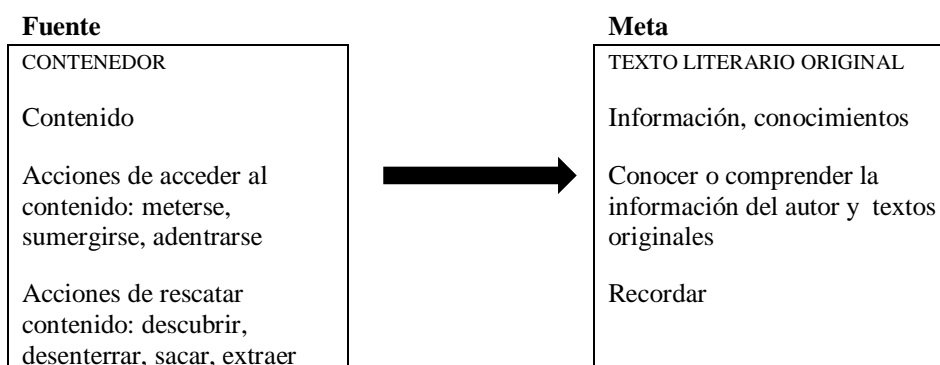 Fuente
CONTENEDOR
Contenido
Acciones de acceder al
contenido: meterse,
sumergirse, adentrarse
Acciones de rescatar
contenido: descubrir,
desenterrar, sacar, extraer
Meta
TEXTO LITERARIO ORIGINAL
Información, conocimientos
Conocer o comprender la
información del autor y textos
originales
Recordar